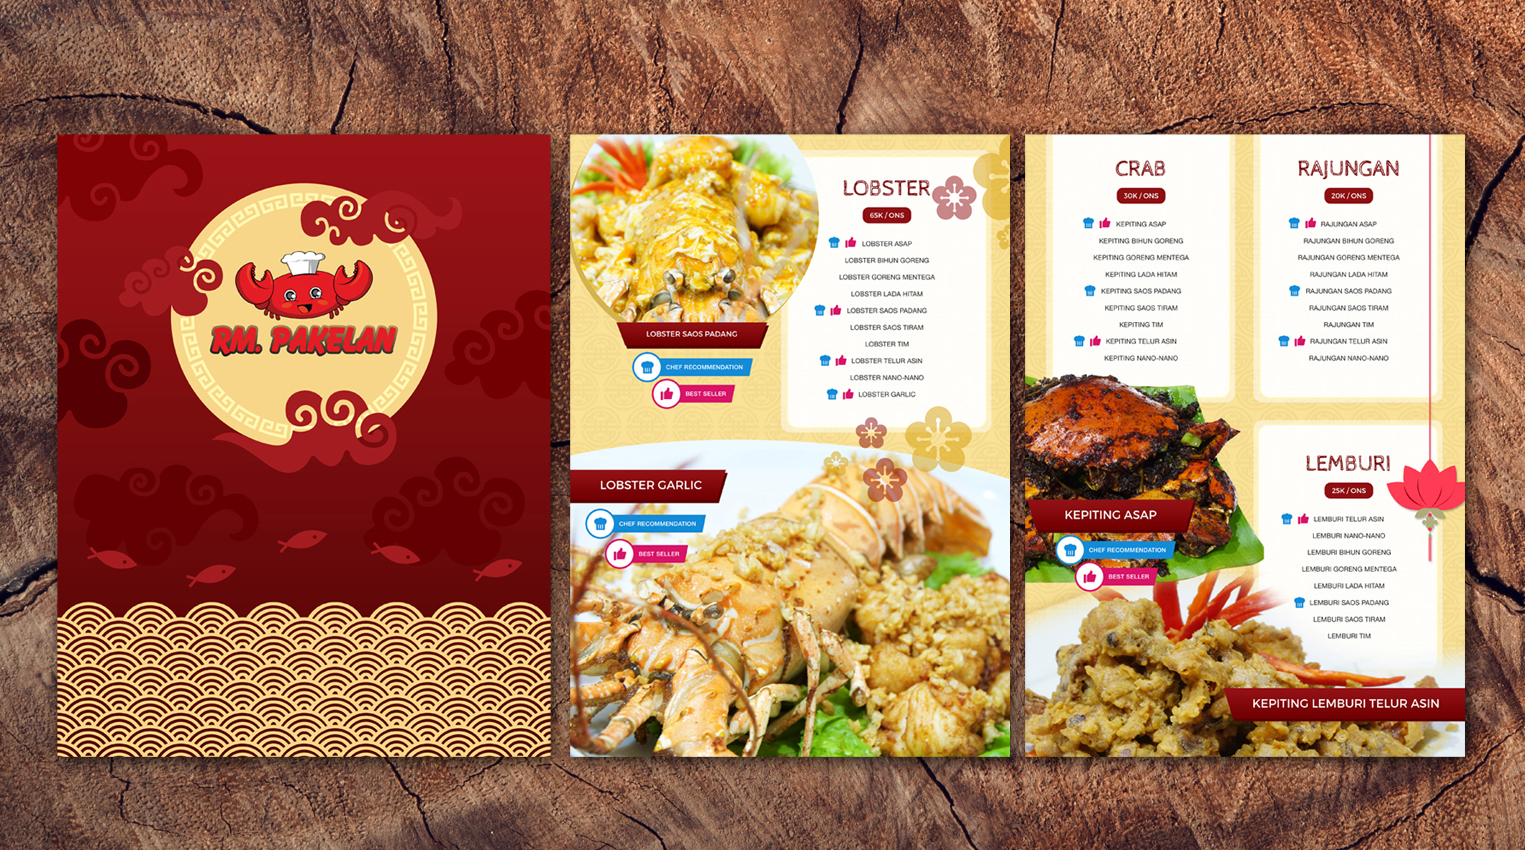 RM. PAKELAN
LOBSTER
65K / ONS
LOBSTER ASAP
LOBSTER BIHUN GORENG
LOBSTER GORENG MENTEGA
LOBSTER LADA HITAM
LOBSTER SAOS PADANG
LOBSTER SAOS TIRAM
LOBSTER TIM
LOBSTER TELUR ASIN
LOBSTER NANO-NANO
LOBSTER GARLIC
LOBSTER SAOS PADANG
CHEF RECOMMENDATION
BEST SELLER
LOBSTER GARLIC
CHEF RECOMMENDATION
BEST SELLER
CRAB
30K / ONS
KEPITING ASAP
KEPITING BIHUN GORENG
KEPITING GORENG MENTEGA
KEPITING LADA HITAM
KEPITING SAOS PADANG
KEPITING SAOS TIRAM
KEPITING TIM
KEPITING TELUR ASIN
KEPITING NANO-NANO
RAJUNGAN
20K / ONS
RAJUNGAN ASAP
RAJUNGAN BIHUN GORENG
RAJUNGAN GORENG MENTEGA
RAJUNGAN LADA HITAM
RAJUNGAN SAOS PADANG
RAJUNGAN SAOS TIRAM
RAJUNGAN TIM
RAJUNGAN TELUR ASIN
RAJUNGAN NANO-NANO
KEPITING ASAP
CHEF RECOMMENDATION
BEST SELLER
LEMBURI
25K / ONS
LEMBURI TELUR ASIN
LEMBURI NANO-NANO
LEMBURI BIHUN GORENG
LEMBURI GORENG MENTEGA
LEMBURI LADA HITAM
LEMBURI SAOS PADANG
LEMBURI SAOS TIRAM
LEMBURI TIM
KEPITING LEMBURI TELUR ASIN